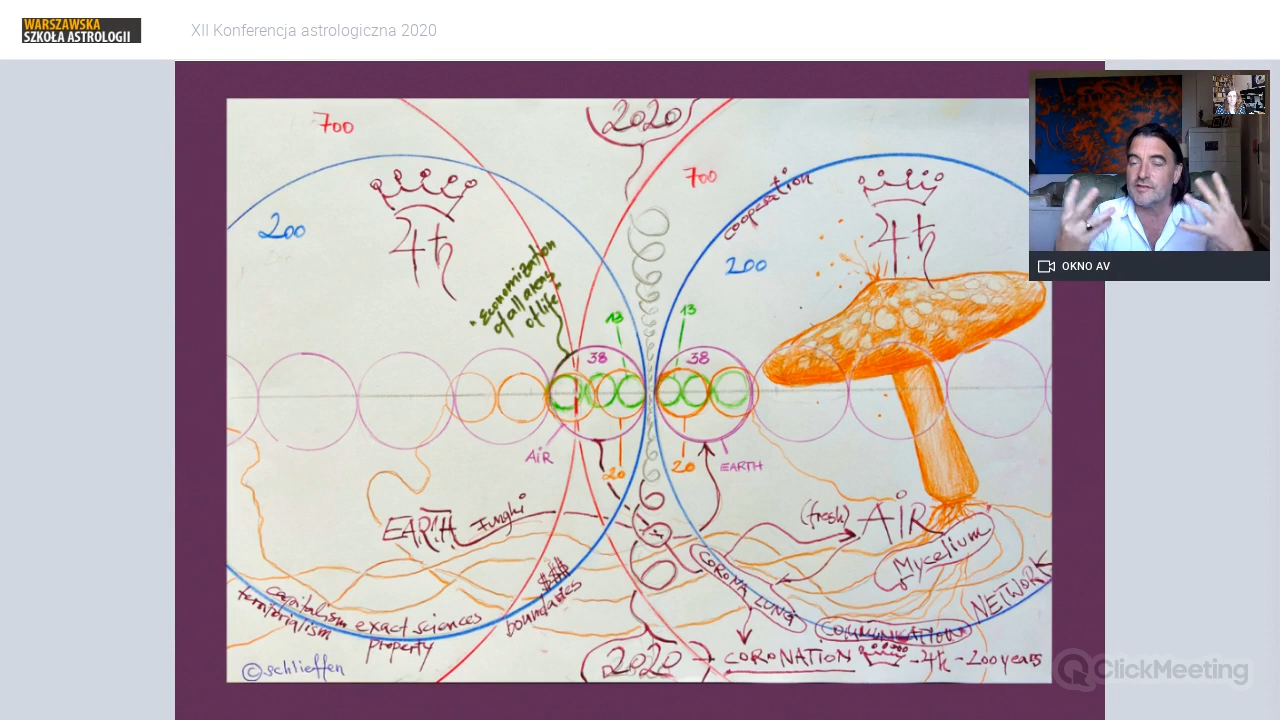 WARSZAWSKA
SZKOŁA ASTROLOGII
XII Konferencja astrologiczna 2020
OKNO AV
2020
700
700
200
♃♄
cooperation
200
♃♄
"Economization
of all areas
of life"
13
13
38
38
AiR
20
20
EARTH
EARTH
Funghi
(fresh) AiR
Mycelium
CORONA LUNG
NETWORK
$$$
boundaries
capitalism
territorialism
exact sciences
property
COMMUNICATION
2020 → CORONATION - ♃♄ - 200 years
© schlieffen
ClickMeeting